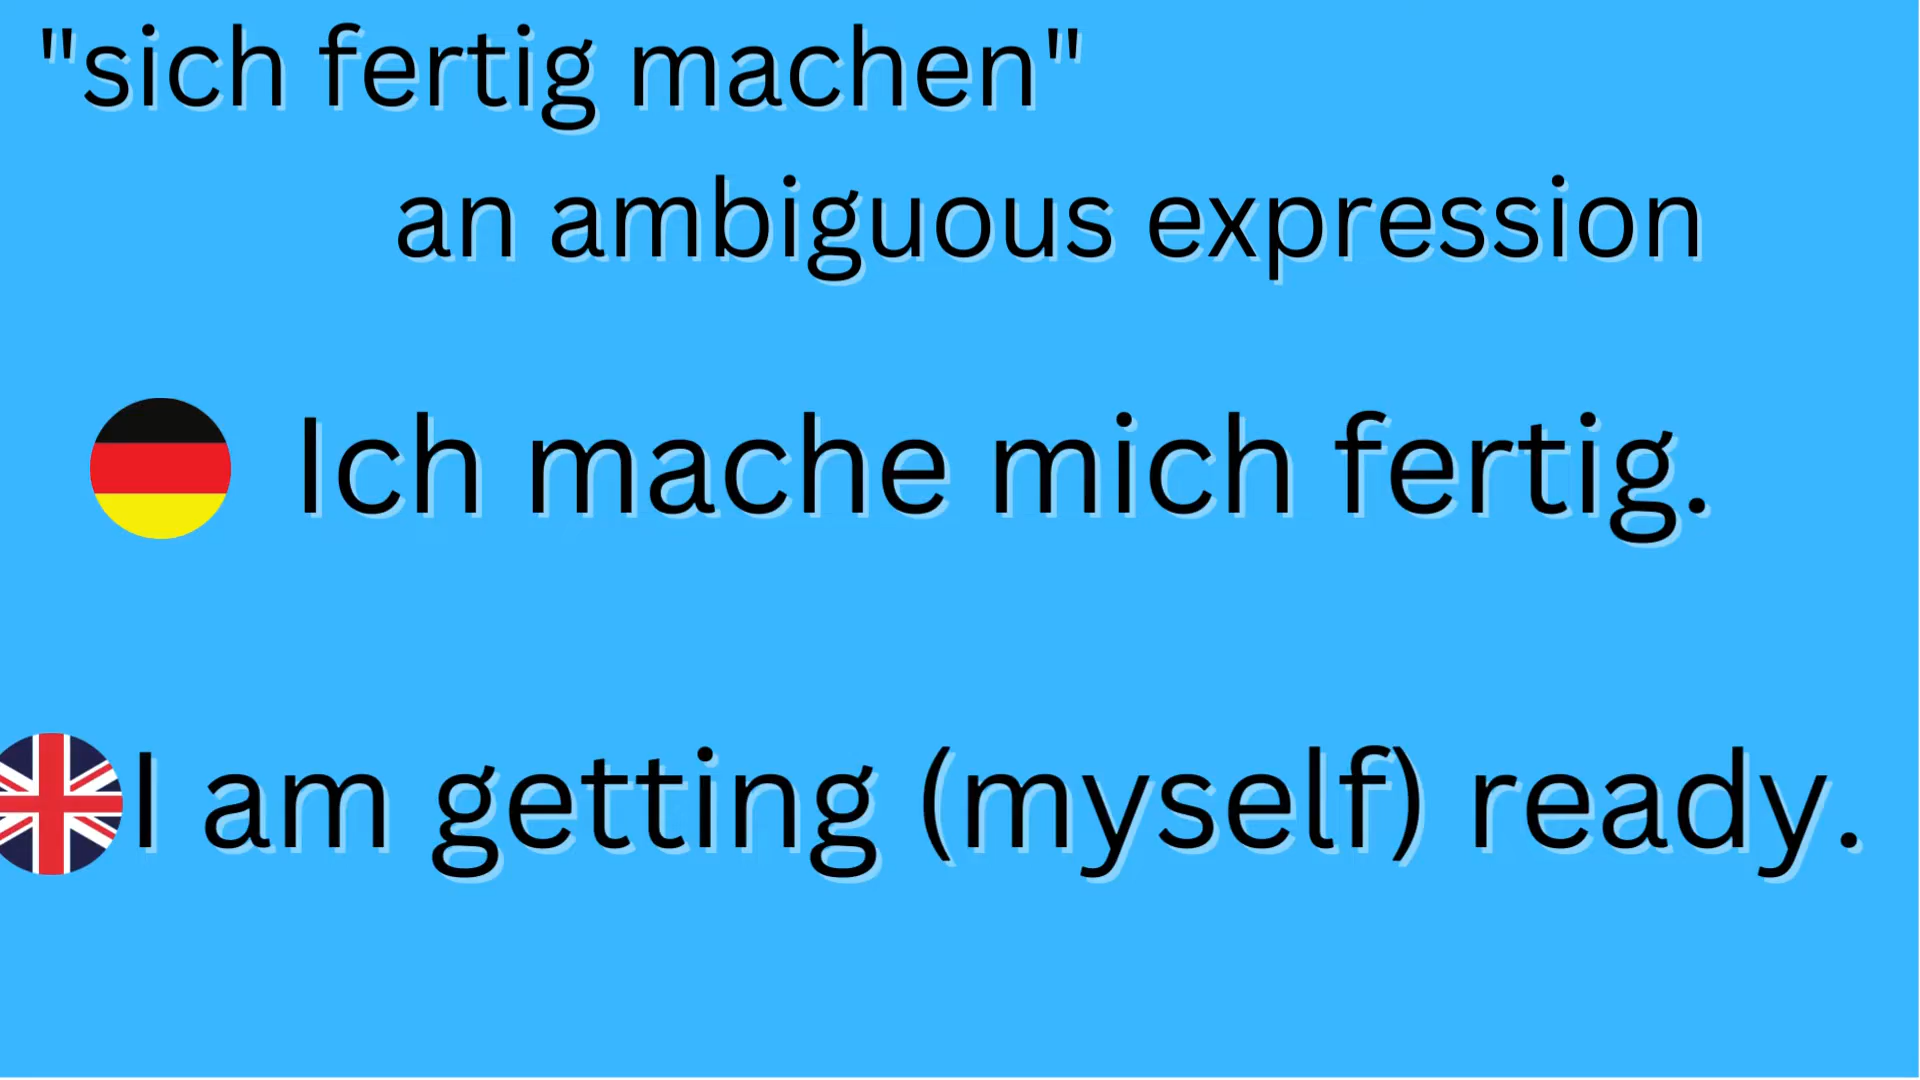 "sich fertig machen"
an ambiguous expression
Ich mache mich fertig.
I am getting (myself) ready.